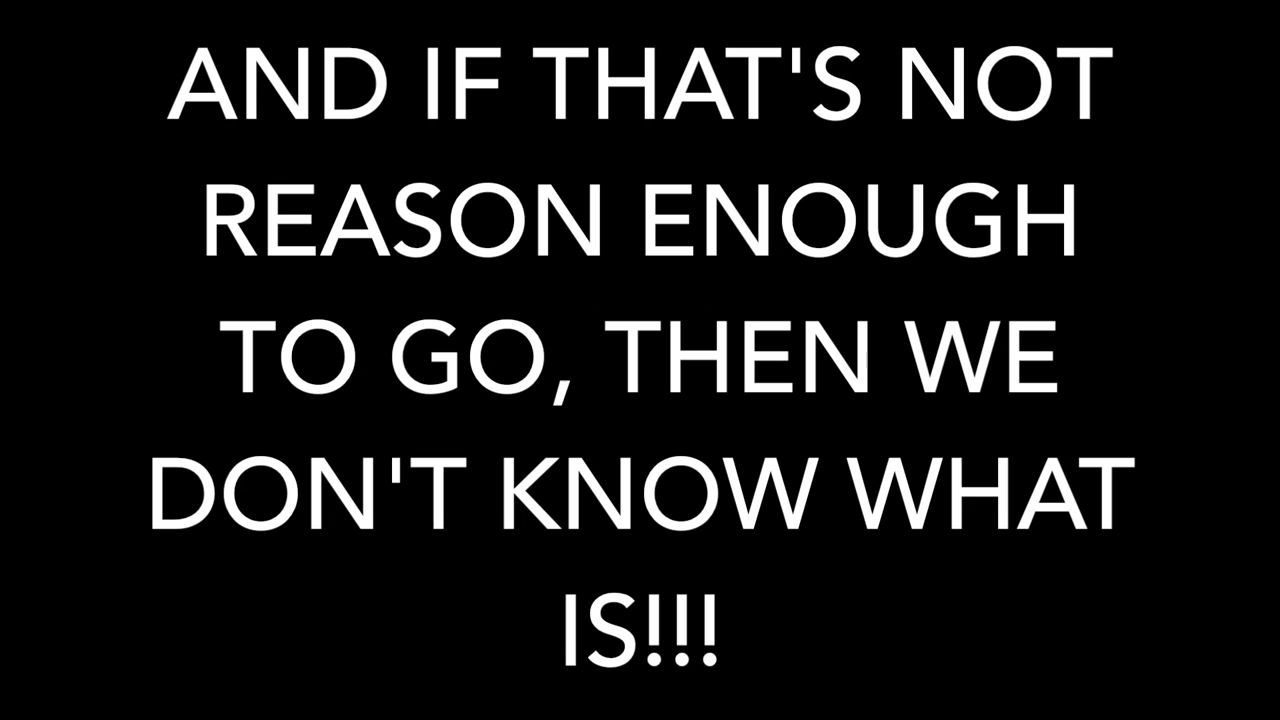 AND IF THAT'S NOT
REASON ENOUGH
TO GO, THEN WE
DON'T KNOW WHAT
IS!!!